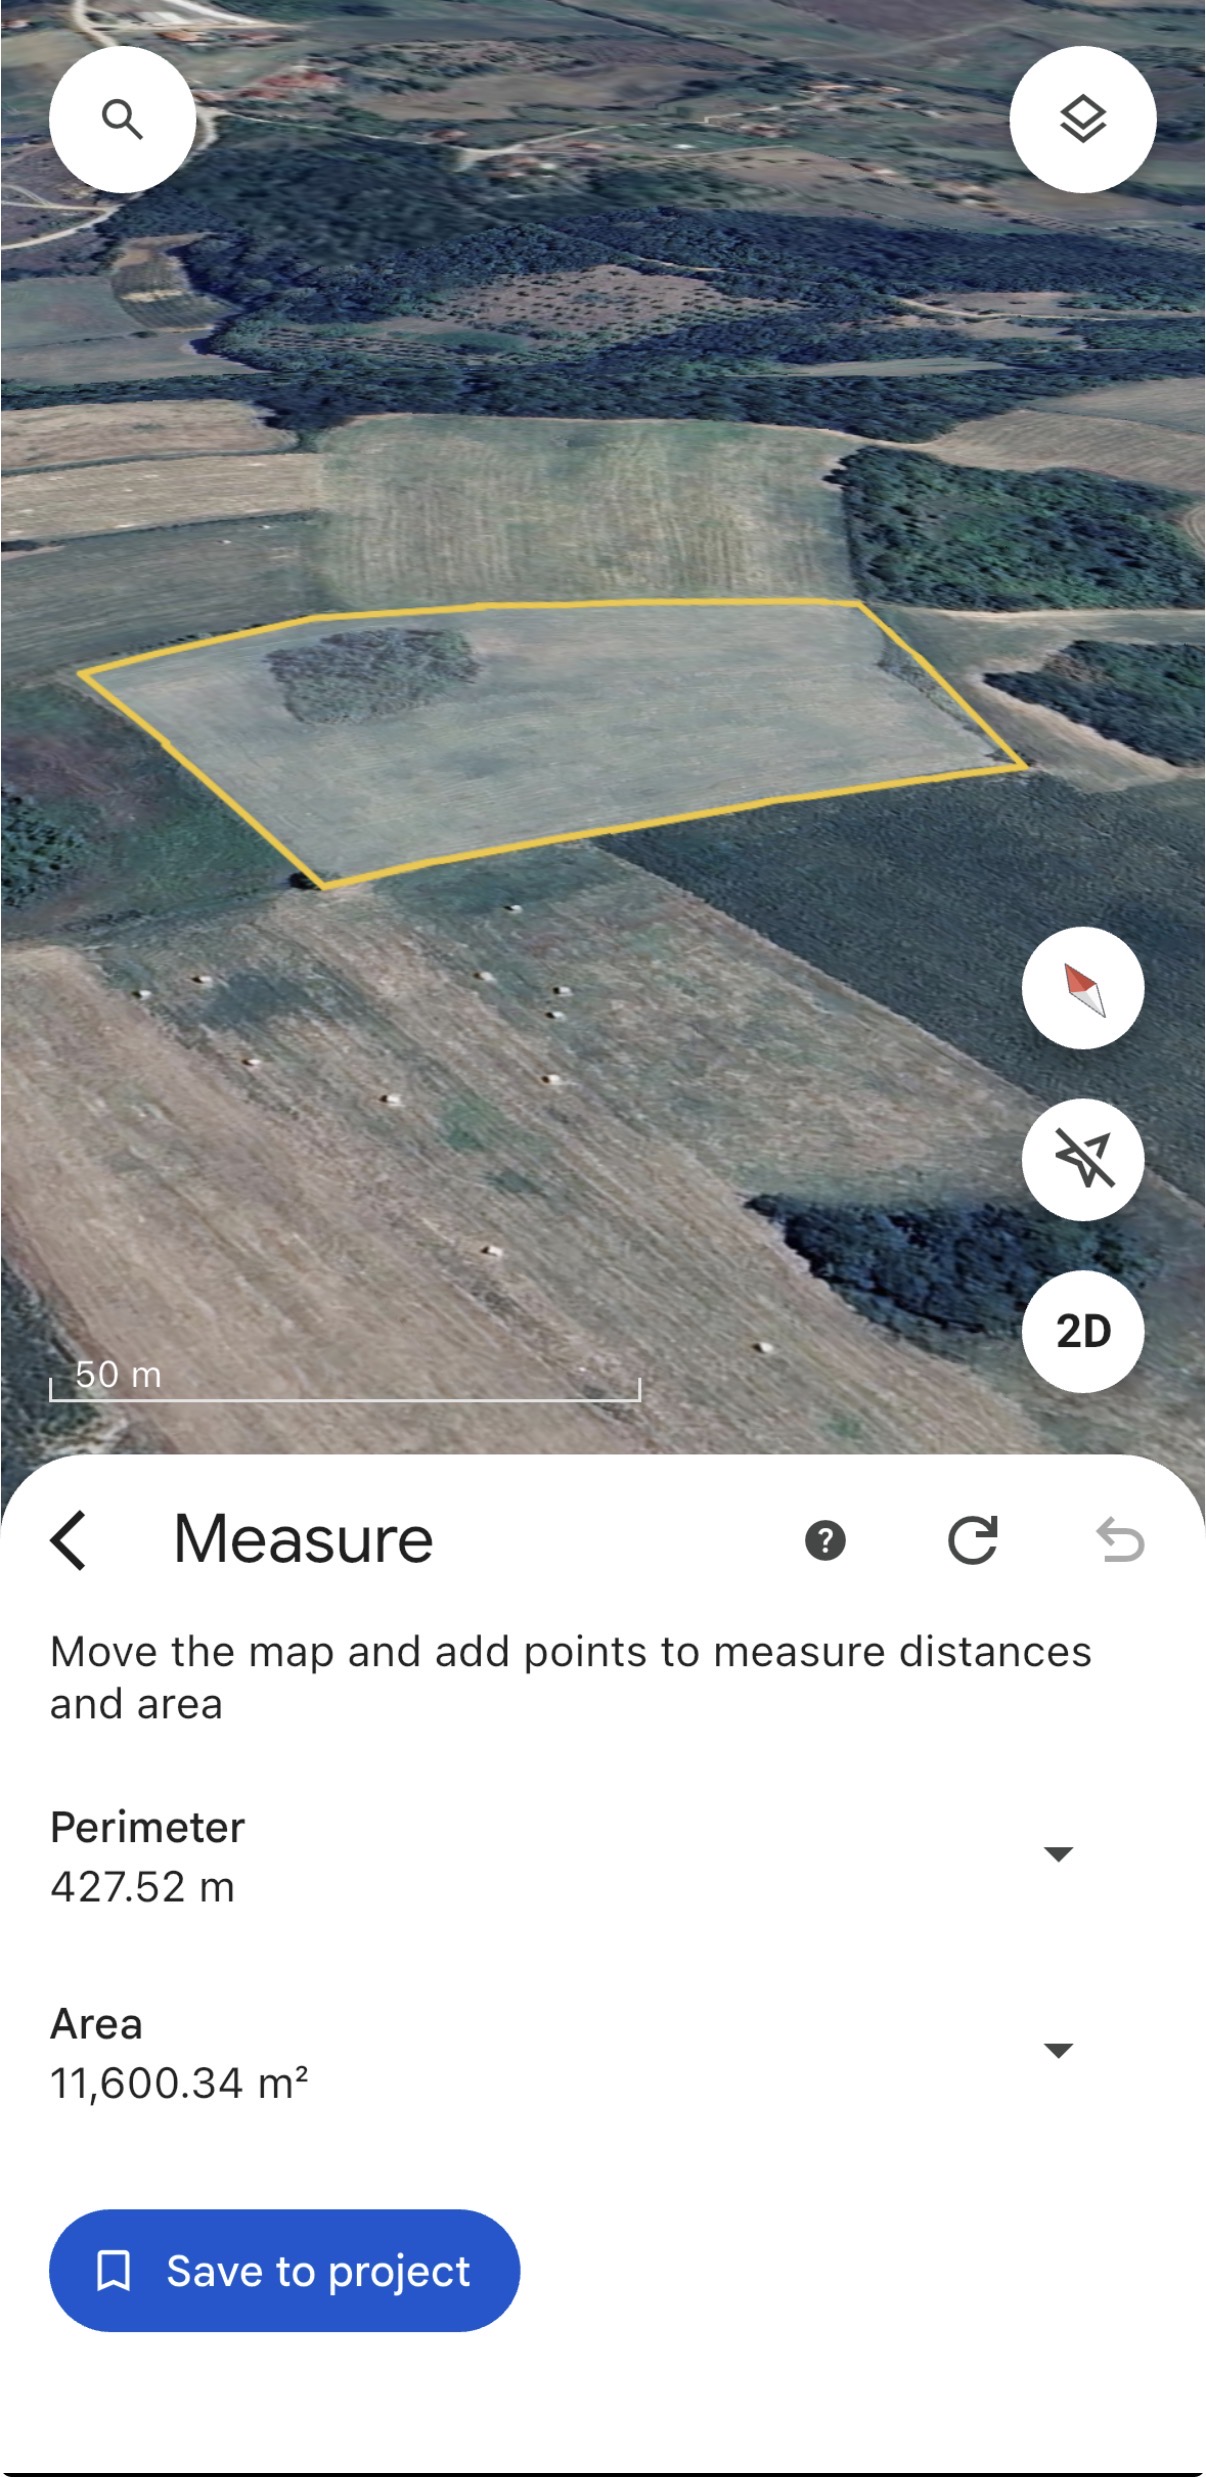 2D
50 m
Measure
Move the map and add points to measure distances
and area
Perimeter
427.52 m
Area
11,600.34 m²
Save to project